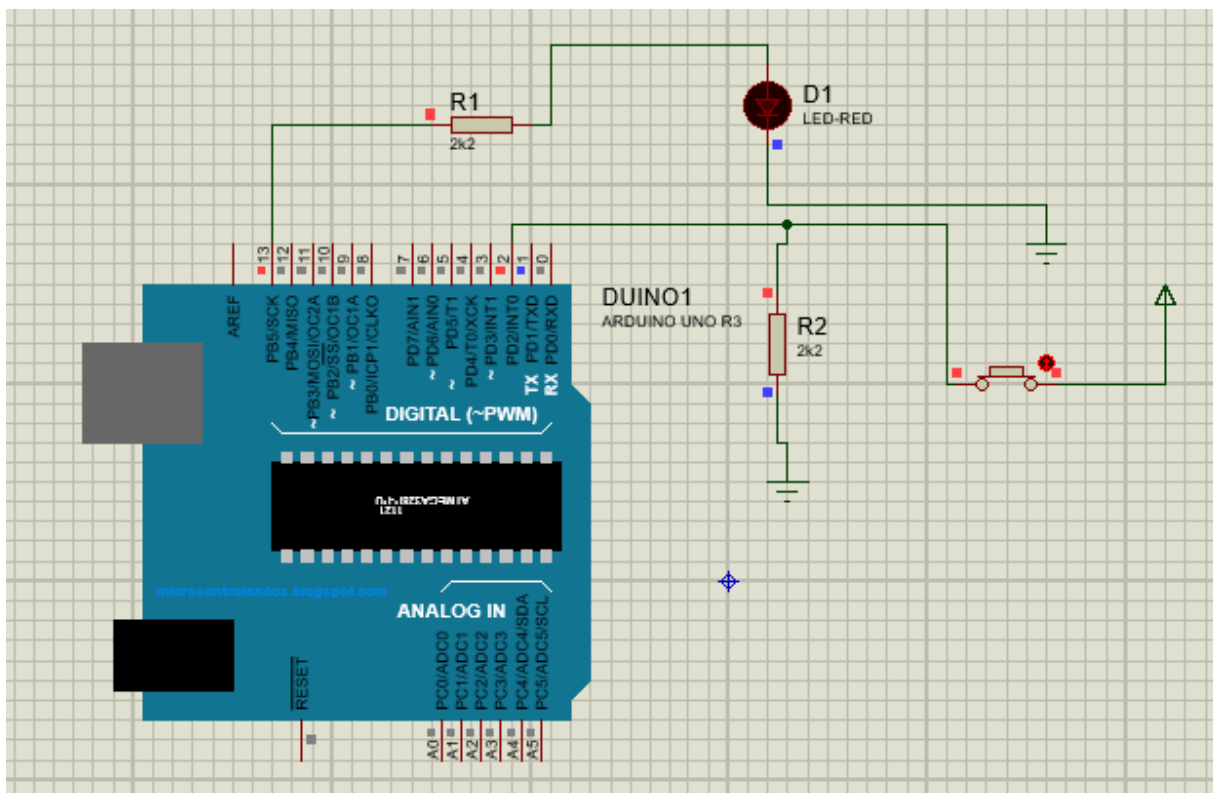 R1
2k2
D1
LED-RED
13
12
11
10
9
8
7
6
5
4
3
2
1
0
AREF
PB5/SCK
PB4/MISO
~PB3/MOSI/OC2A
~ PB2/SS/OC1B
~ PB1/OC1A
PB0/ICP1/CLKO
PD7/AIN1
~ PD6/AIN0
~ PD5/T1
PD4/T0/XCK
~ PD3/INT1
PD2/INT0
TX PD1/TXD
RX PD0/RXD
DIGITAL (~PWM)
DUINO1
ARDUINO UNO R3
R2
2k2
1121
microcontrolandos.blogspot.com
ANALOG IN
RESET
PC0/ADC0
PC1/ADC1
PC2/ADC2
PC3/ADC3
PC4/ADC4/SDA
PC5/ADC5/SCL
A0
A1
A2
A3
A4
A5